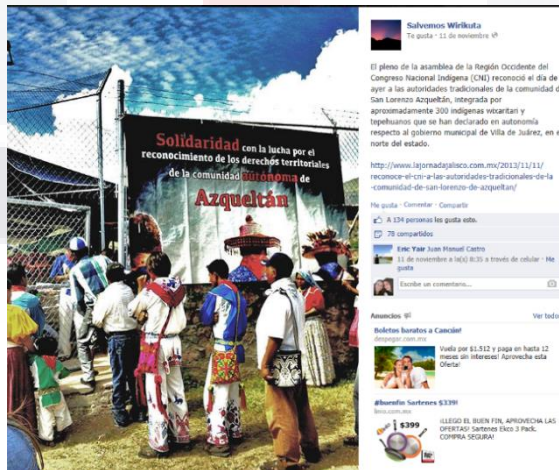 Solidaridad con la lucha por el
reconocimiento de los derechos territoriales
de la comunidad autónoma de
Azqueltán
Salvemos Wirikuta
Te gusta · 11 de noviembre
El pleno de la asamblea de la Región Occidente del
Congreso Nacional Indígena (CNI) reconoció el día de
ayer a las autoridades tradicionales de la comunidad d
San Lorenzo Azqueltán, integrada por
aproximadamente 300 indígenas wixaritari y
tepehuanos que se han declarado en autonomía
respecto al gobierno municipal de Villa de Juárez, en e
norte del estado.
http://www.lajornadajalisco.com.mx/2013/11/11/
reconoce-el-cni-a-las-autoridades-tradicionales-de-la
-comunidad-de-san-lorenzo-de-azqueltan/
Me gusta · Comentar · Compartir
A 134 personas les gusta esto.
78 compartidos
Eric Yair Juan Manuel Castro
11 de noviembre a la(s) 8:35 a través de celular · Me
gusta
Escribe un comentario...
Anuncios
Ver todo
Boletos baratos a Cancún!
despegar.com.mx
Vuela por $1.512 y paga en hasta 12
meses sin intereses! Aprovecha esta
Oferta!
#buenfin Sartenes $339!
$399
¡LLEGO EL BUEN FIN, APROVECHA LAS
OFERTAS! Sartenes Ekco 3 Pack.
COMPRA SEGURA!